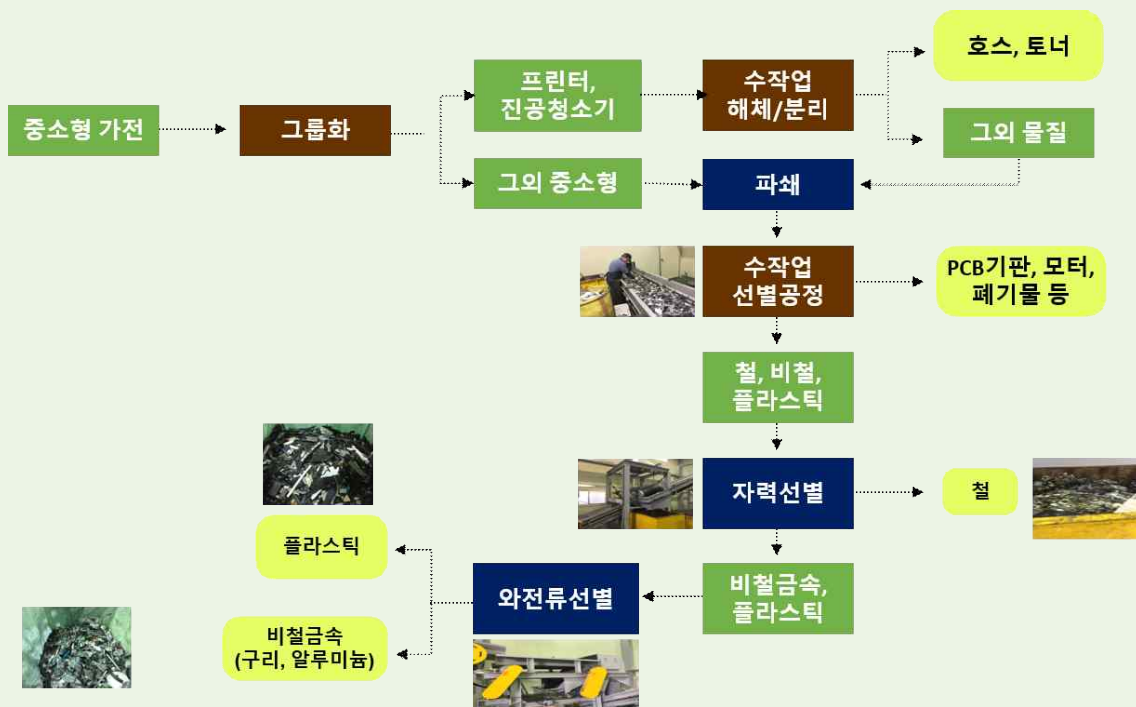 중소형 가전
그룹화
프린터,
진공청소기
수작업
해체/분리
호스, 토너
그외 물질
그외 중소형
파쇄
수작업
선별공정
PCB기판, 모터,
폐기물 등
철, 비철,
플라스틱
자력선별
철
비철금속,
플라스틱
와전류선별
플라스틱
비철금속
(구리, 알루미늄)